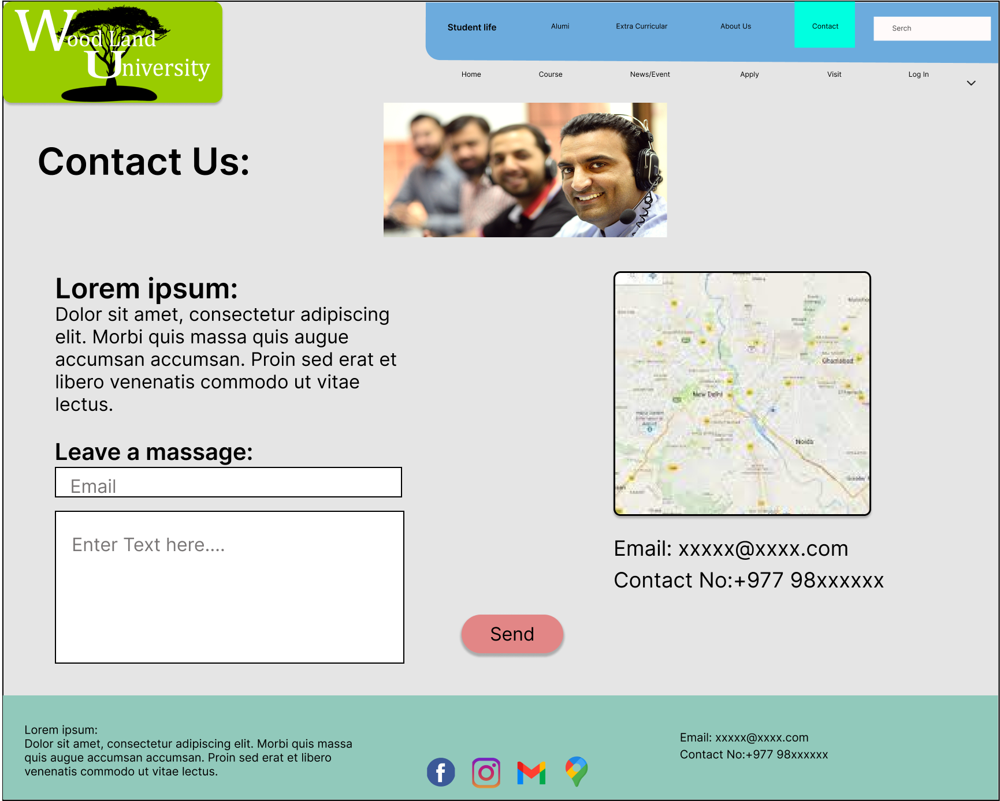 Wood Land
University
Student life
Alumi
Extra Curricular
About Us
Contact
Serch
Home
Course
News/Event
Apply
Visit
Log In
Contact Us:
Lorem ipsum:
Dolor sit amet, consectetur adipiscing
elit. Morbi quis massa quis augue
accumsan accumsan. Proin sed erat et
libero venenatis commodo ut vitae
lectus.
Leave a massage:
Email
Enter Text here....
Ghaziabad
New Delhi
Noida
Email: xxxxx@xxxx.com
Contact No:+977 98xxxxxx
Send
Lorem ipsum:
Dolor sit amet, consectetur adipiscing elit. Morbi quis massa
quis augue accumsan accumsan. Proin sed erat et libero
venenatis commodo ut vitae lectus.
Email: xxxxx@xxxx.com
Contact No:+977 98xxxxxx